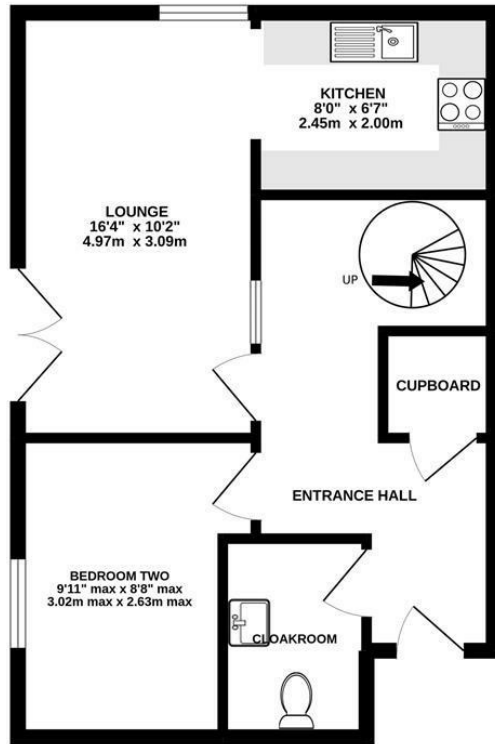 KITCHEN
8'0" x 6'7"
2.45m x 2.00m
LOUNGE
16'4" x 10'2"
4.97m x 3.09m
UP
CUPBOARD
ENTRANCE HALL
BEDROOM TWO
9'11" max x 8'8" max
3.02m max x 2.63m max
CLOAKROOM